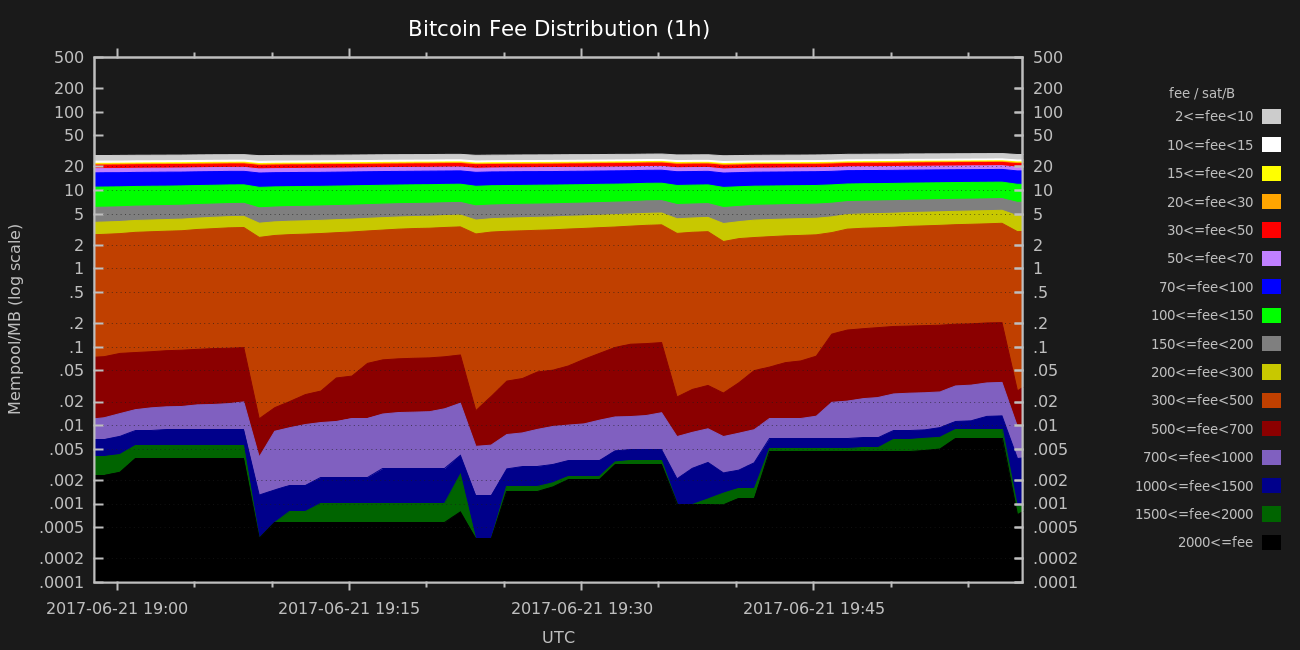 Bitcoin Fee Distribution (1h)
Mempool/MB (log scale)
500
200
100
50
20
10
5
2
1
.5
.2
.1
.05
.02
.01
.005
.002
.001
.0005
.0002
.0001
500
200
100
50
20
10
5
2
1
.5
.2
.1
.05
.02
.01
.005
.002
.001
.0005
.0002
.0001
2017-06-21 19:00
2017-06-21 19:15
2017-06-21 19:30
2017-06-21 19:45
UTC
fee / sat/B
2<=fee<10
10<=fee<15
15<=fee<20
20<=fee<30
30<=fee<50
50<=fee<70
70<=fee<100
100<=fee<150
150<=fee<200
200<=fee<300
300<=fee<500
500<=fee<700
700<=fee<1000
1000<=fee<1500
1500<=fee<2000
2000<=fee